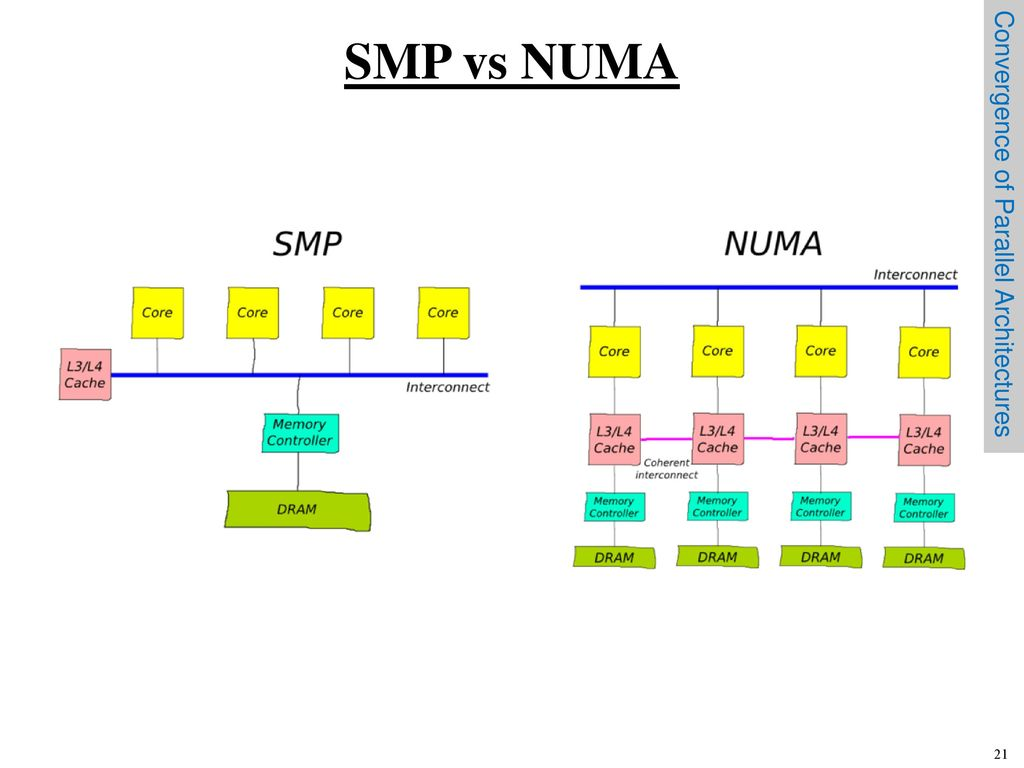 SMP vs NUMA
Convergence of Parallel Architectures
SMP
Core
Core
Core
Core
L3/L4
Cache
Interconnect
Memory
Controller
DRAM
NUMA
Interconnect
Core
Core
Core
Core
L3/L4
Cache
L3/L4
Cache
L3/L4
Cache
L3/L4
Cache
Coherent
interconnect
Memory
Controller
Memory
Controller
Memory
Controller
Memory
Controller
DRAM
DRAM
DRAM
DRAM
21